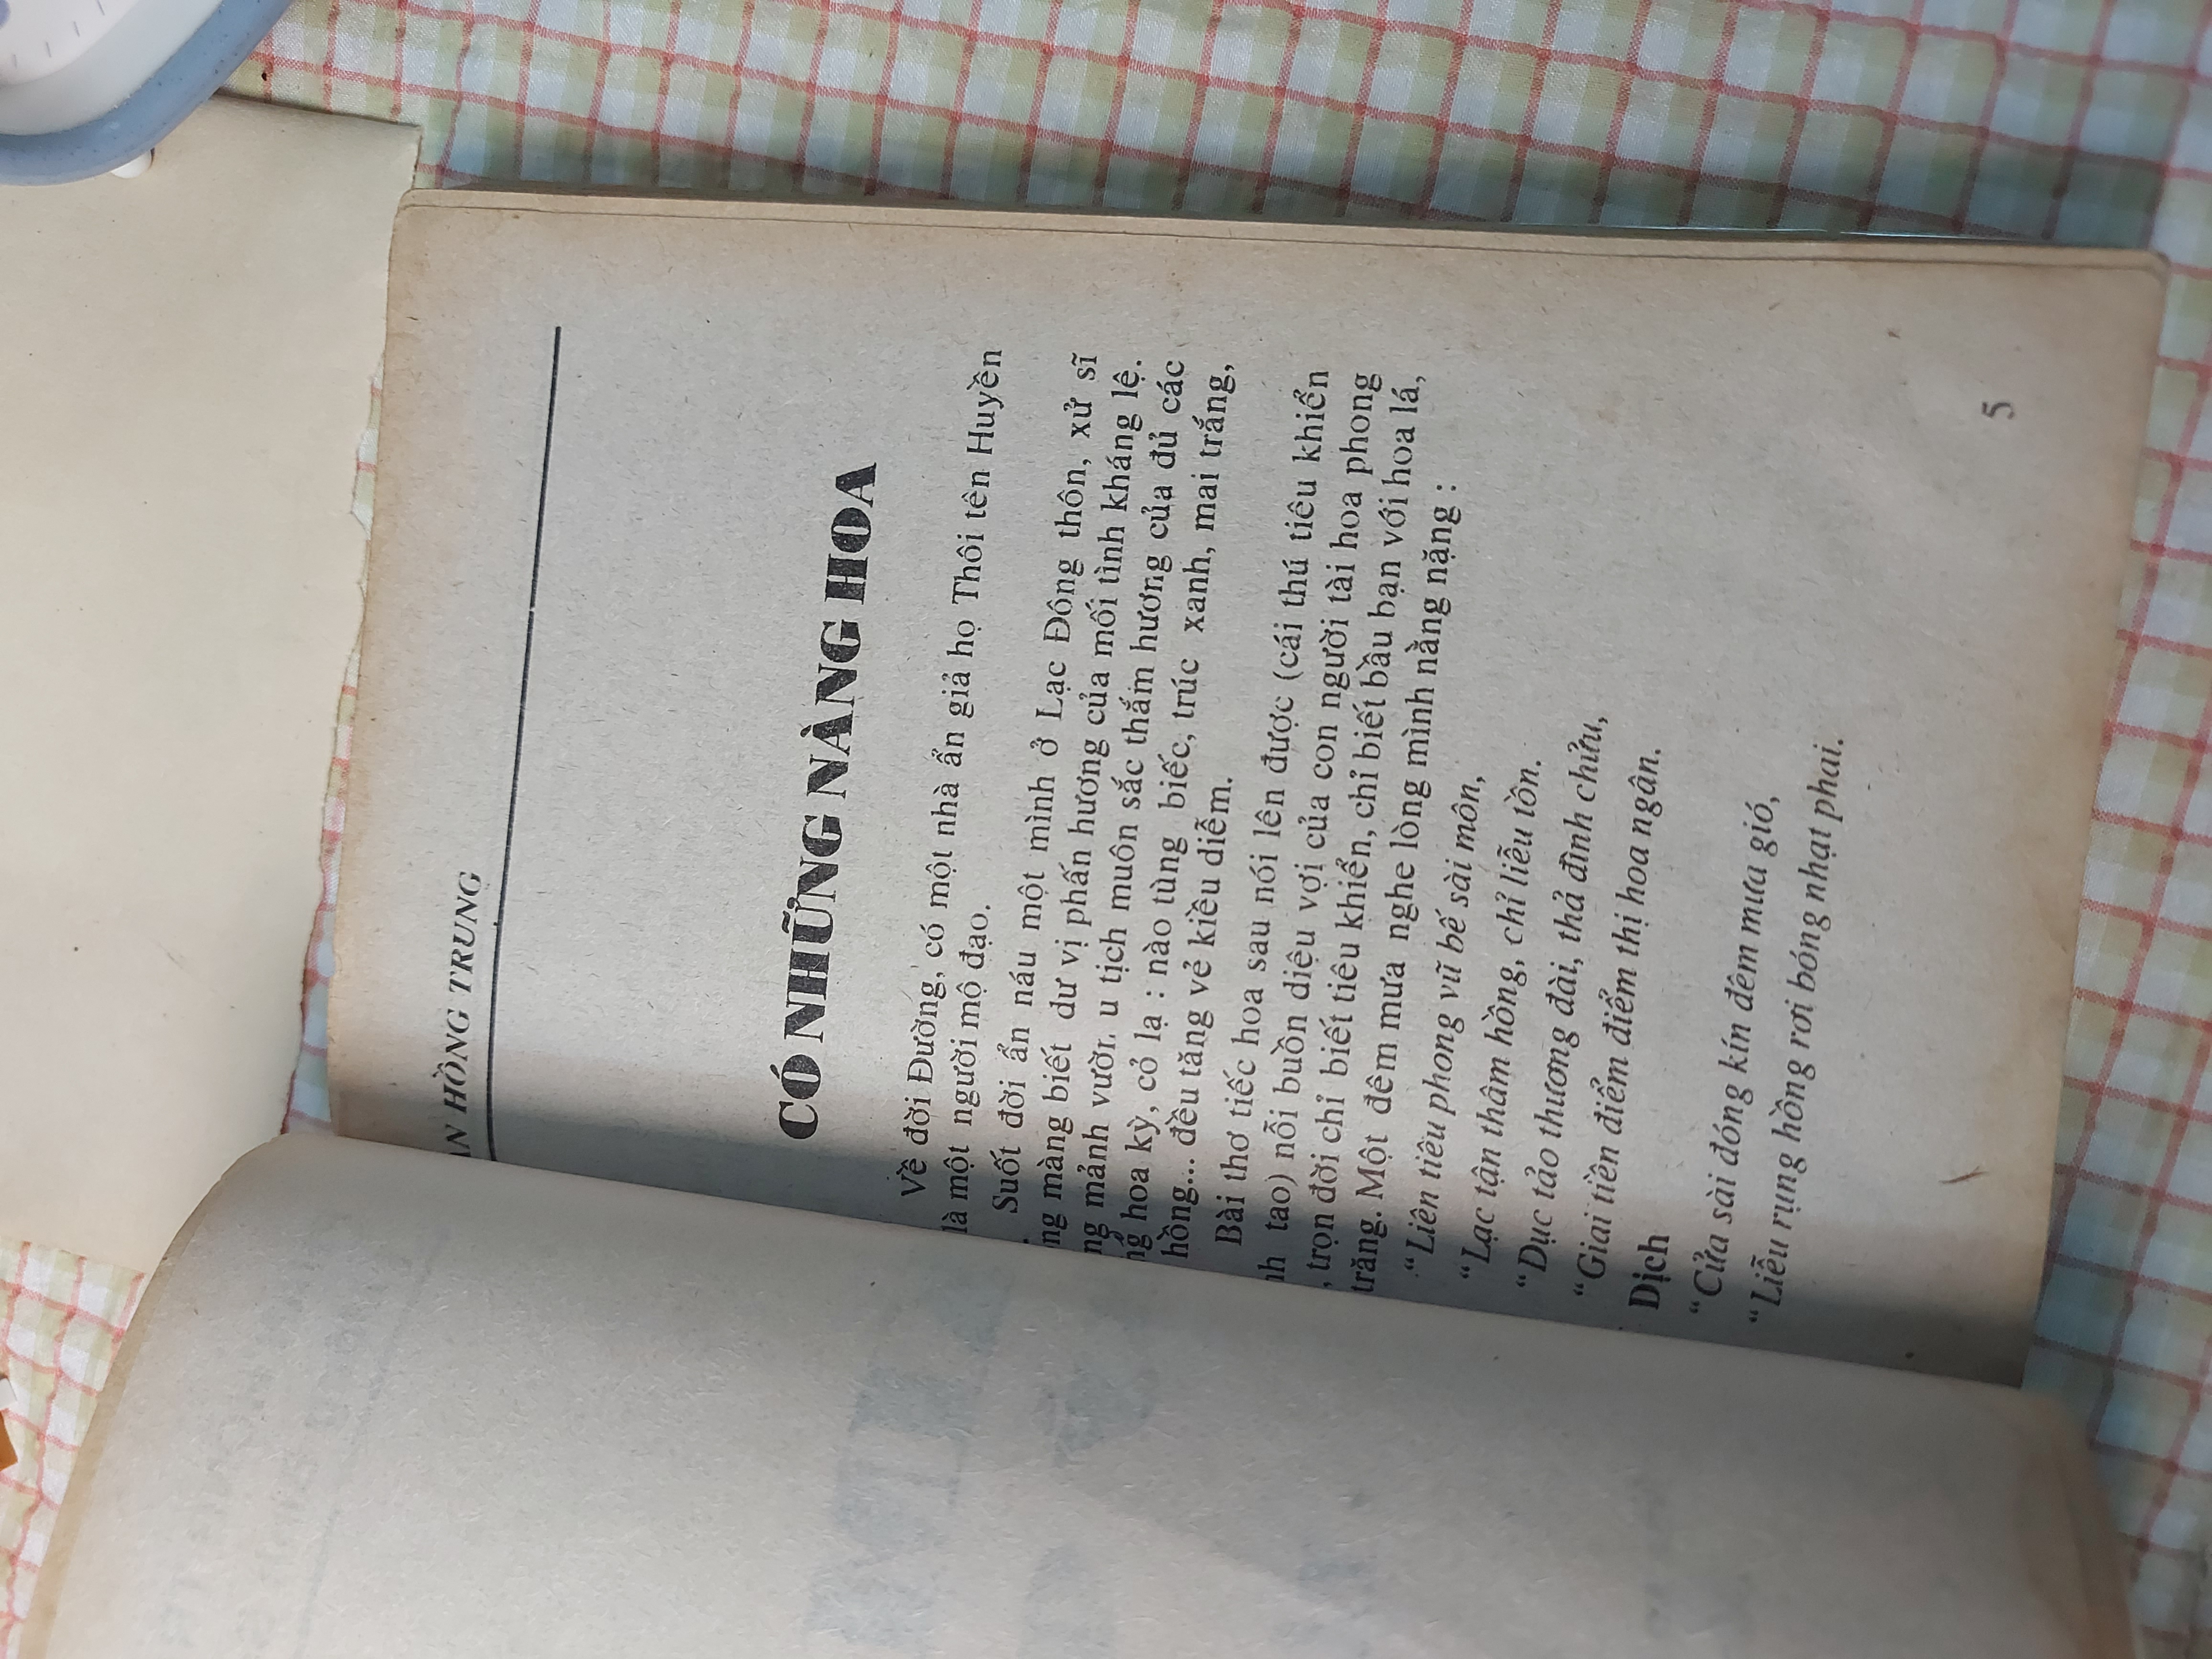 HỒNG TRUNG
CÓ NHỮNG NÀNG HOA
Về đời Đường, có một nhà ẩn giả họ Thôi tên Huyền
là một người mộ đạo.
Suốt đời ẩn náu một mình ở Lạc Đông thôn, xử sĩ
màng biết dư vị phấn hương của mối tình kháng lệ.
mảnh vườn u tịch muôn sắc thắm hương của đủ các
hoa kỳ, cỏ lạ : nào tùng biếc, trúc xanh, mai trắng,
hồng... đều tăng vẻ kiều diễm.
Bài thơ tiếc hoa sau nói lên được (cái thú tiêu khiển
tao) nỗi buồn diệu vợi của con người tài hoa phong
, trọn đời chỉ biết tiêu khiển, chỉ biết bầu bạn với hoa lá,
trăng. Một đêm mưa nghe lòng mình nằng nặng :
“Liên tiêu phong vũ bế sài môn,
“Lạc tận thâm hồng, chỉ liễu tồn.
“Dục tảo thương đài, thả đình chửu,
“Giai tiền điểm điểm thị hoa ngân.
Dịch
“Cửa sài đóng kín đêm mưa gió,
“Liễu rụng hồng rơi bóng nhạt phai.
5